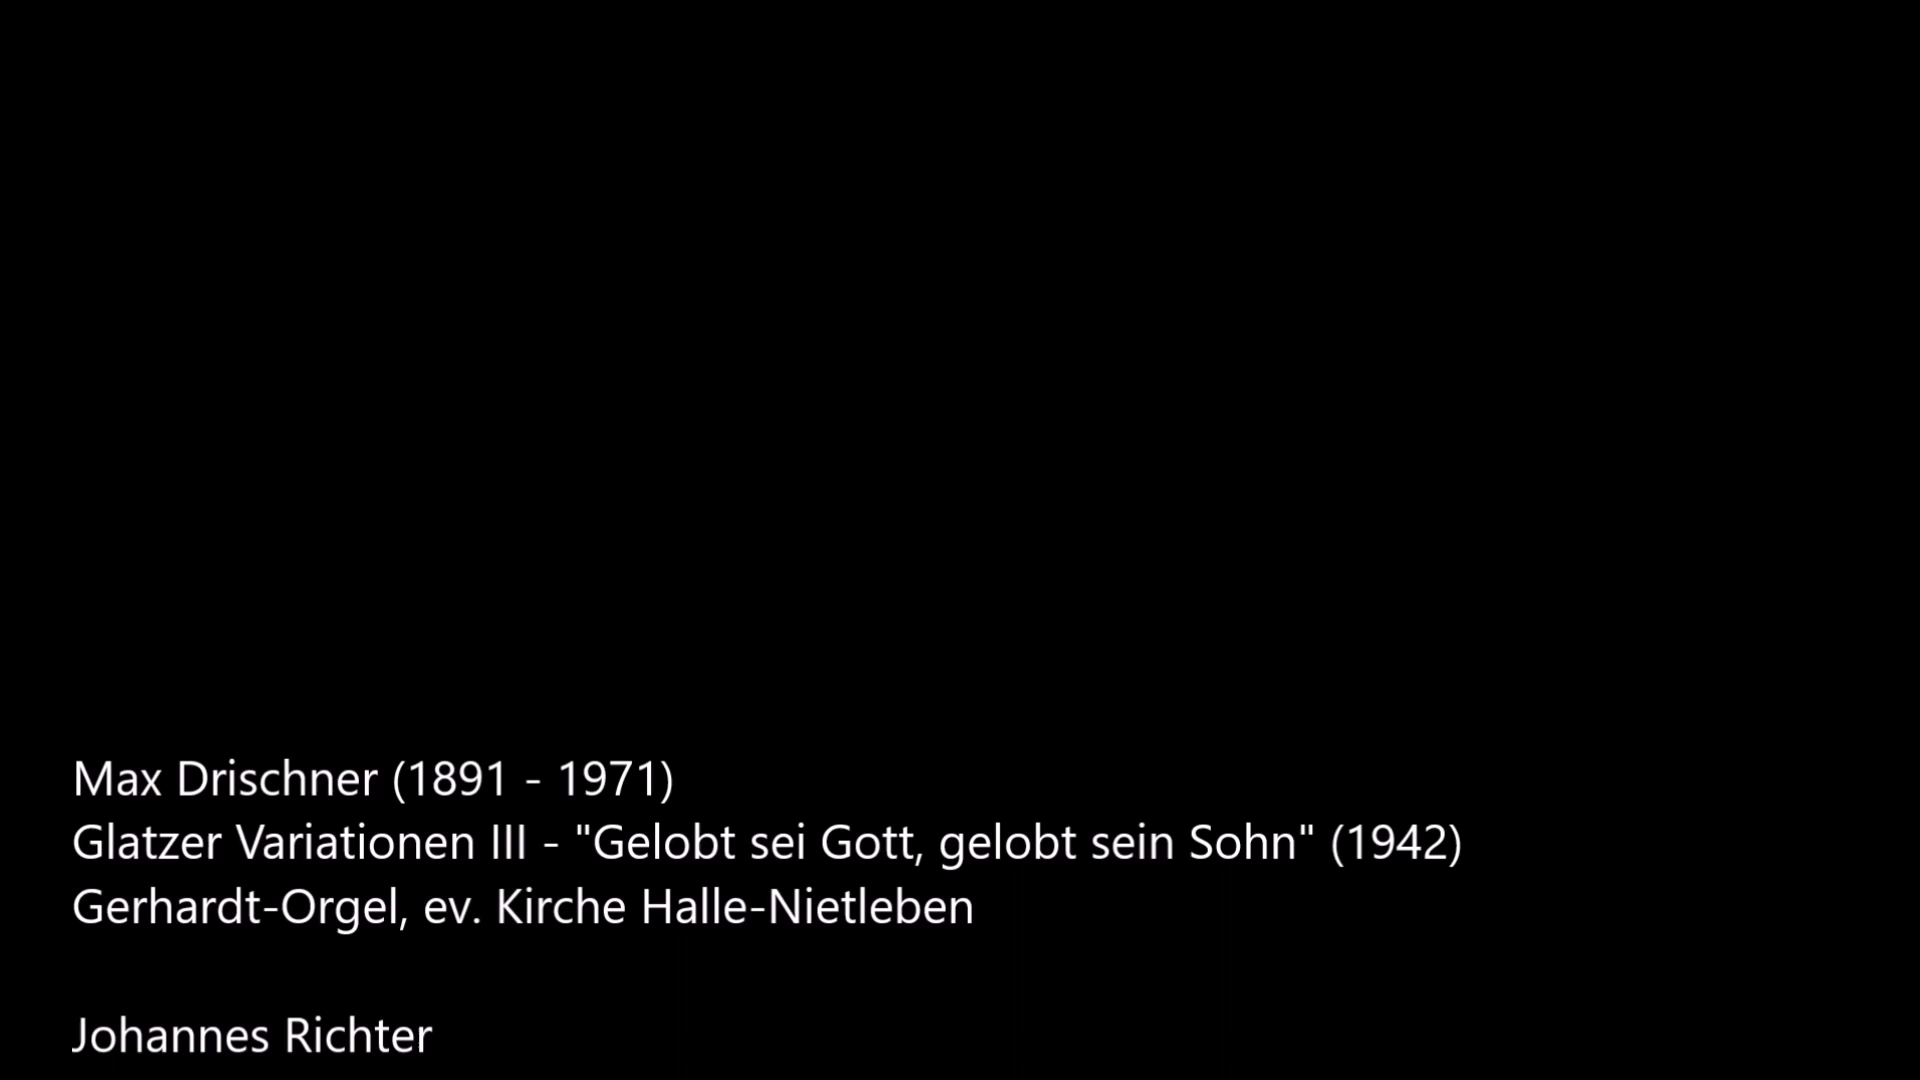 Max Drischner (1891 - 1971)
Glatzer Variationen III - "Gelobt sei Gott, gelobt sein Sohn" (1942)
Gerhardt-Orgel, ev. Kirche Halle-Nietleben
Johannes Richter